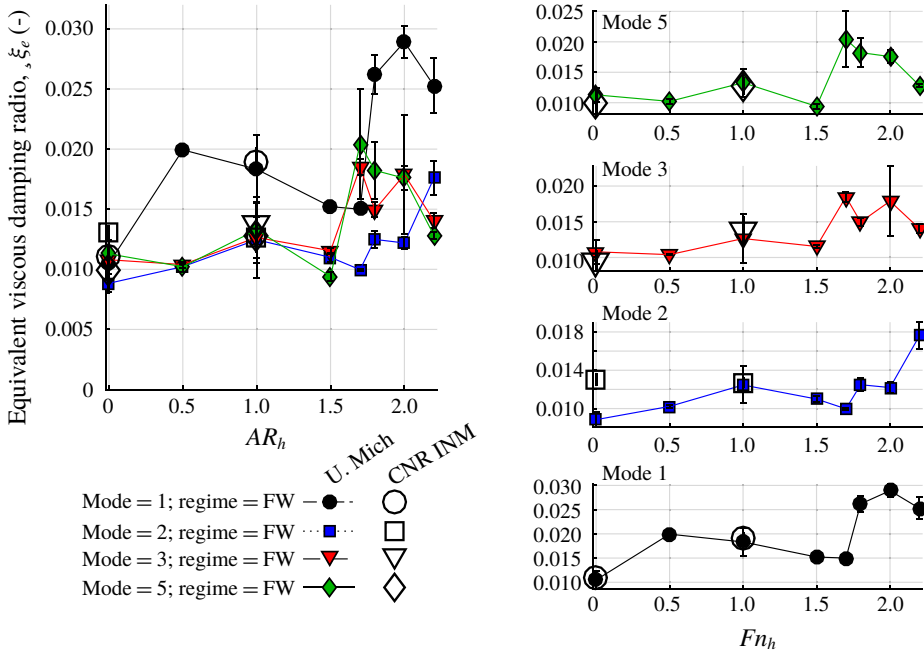 Equivalent viscous damping radio, ξe (-)
0.030
0.025
0.020
0.015
0.010
0.005
0
0 0.5 1.0 1.5 2.0
ARh
U. Mich
CNR INM
Mode = 1; regime = FW
Mode = 2; regime = FW
Mode = 3; regime = FW
Mode = 5; regime = FW
Mode 5
0.025
0.020
0.015
0.010
0 0.5 1.0 1.5 2.0
Mode 3
0.020
0.015
0.010
0 0.5 1.0 1.5 2.0
Mode 2
0.018
0.014
0.010
0 0.5 1.0 1.5 2.0
Mode 1
0.030
0.020
0.015
0.010
0 0.5 1.0 1.5 2.0
Fnh